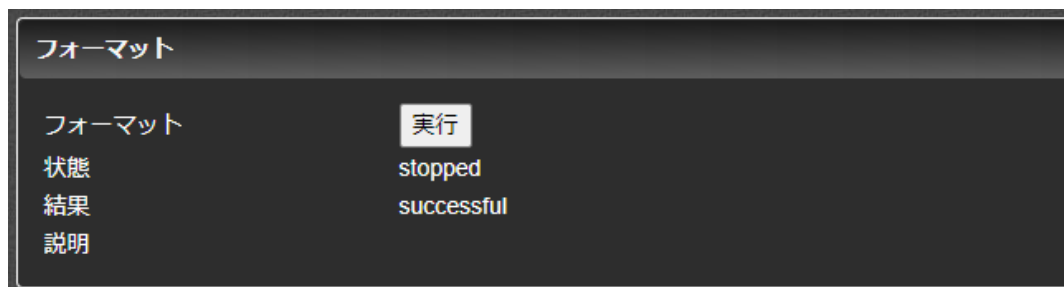 フォーマット
フォーマット 実行
状態 stopped
結果 successful
説明